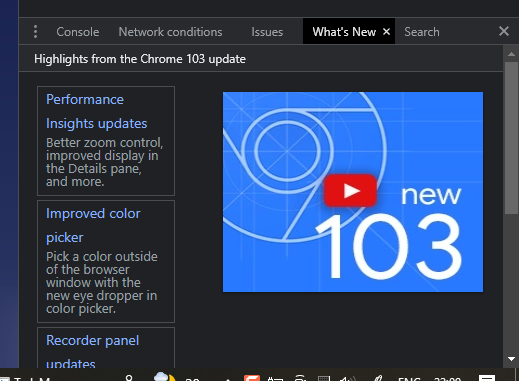 Console Network conditions Issues What's New × Search ×
Highlights from the Chrome 103 update
Performance
Insights updates
Better zoom control,
improved display in
the Details pane,
and more.
new
103
Improved color
picker
Pick a color outside
of the browser
window with the
new eye dropper in
color picker.
Recorder panel
updates